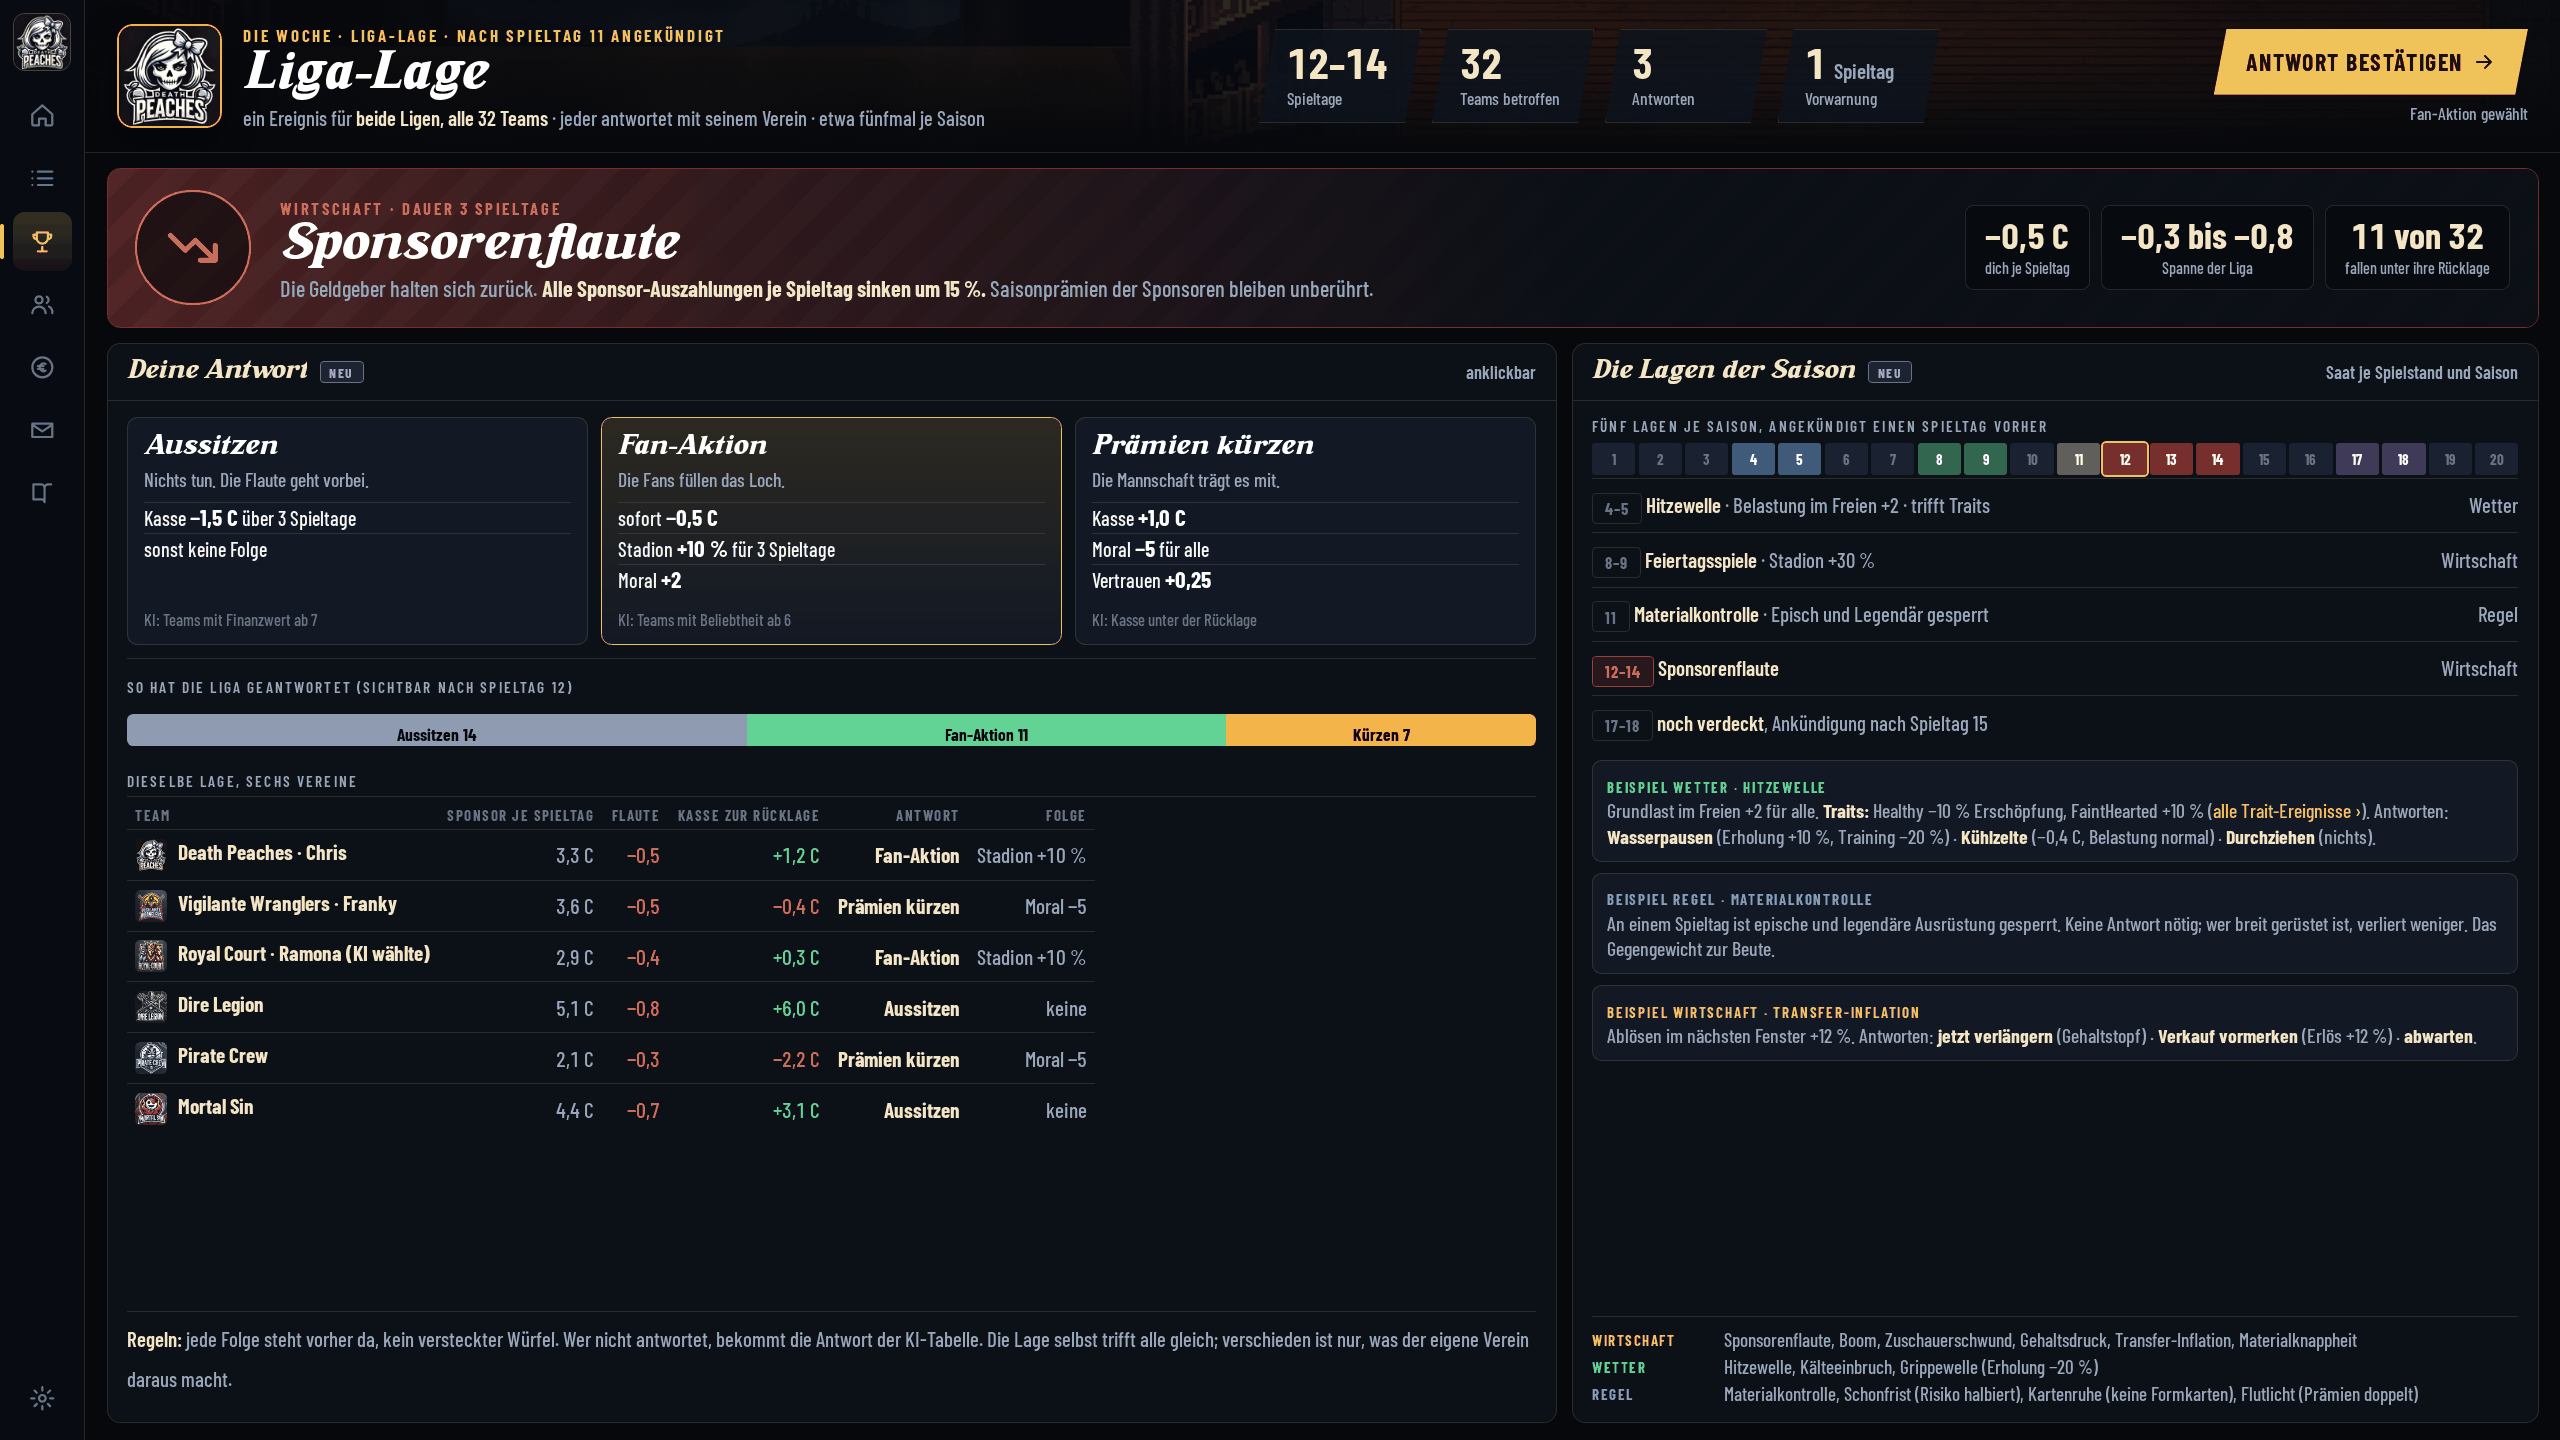 DEATH PEACHES
DEATH PEACHES
DIE WOCHE · LIGA-LAGE · NACH SPIELTAG 11 ANGEKÜNDIGT
Liga-Lage
ein Ereignis für beide Ligen, alle 32 Teams · jeder antwortet mit seinem Verein · etwa fünfmal je Saison
12–14
Spieltage
32
Teams betroffen
3
Antworten
1 Spieltag
Vorwarnung
ANTWORT BESTÄTIGEN →
Fan-Aktion gewählt
WIRTSCHAFT · DAUER 3 SPIELTAGE
Sponsorenflaute
Die Geldgeber halten sich zurück. Alle Sponsor-Auszahlungen je Spieltag sinken um 15 %. Saisonprämien der Sponsoren bleiben unberührt.
−0,5 C
dich je Spieltag
−0,3 bis −0,8
Spanne der Liga
11 von 32
fallen unter ihre Rücklage
Deine Antwort NEU
anklickbar
Aussitzen
Nichts tun. Die Flaute geht vorbei.
Kasse −1,5 C über 3 Spieltage
sonst keine Folge
KI: Teams mit Finanzwert ab 7
Fan-Aktion
Die Fans füllen das Loch.
sofort −0,5 C
Stadion +10 % für 3 Spieltage
Moral +2
KI: Teams mit Beliebtheit ab 6
Prämien kürzen
Die Mannschaft trägt es mit.
Kasse +1,0 C
Moral −5 für alle
Vertrauen +0,25
KI: Kasse unter der Rücklage
SO HAT DIE LIGA GEANTWORTET (SICHTBAR NACH SPIELTAG 12)
Aussitzen 14 Fan-Aktion 11 Kürzen 7
DIESELBE LAGE, SECHS VEREINE
TEAM SPONSOR JE SPIELTAG FLAUTE KASSE ZUR RÜCKLAGE ANTWORT FOLGE
Death Peaches · Chris 3,3 C −0,5 +1,2 C Fan-Aktion Stadion +10 %
Vigilante Wranglers · Franky 3,6 C −0,5 −0,4 C Prämien kürzen Moral −5
Royal Court · Ramona (KI wählte) 2,9 C −0,4 +0,3 C Fan-Aktion Stadion +10 %
Dire Legion 5,1 C −0,8 +6,0 C Aussitzen keine
Pirate Crew 2,1 C −0,3 −2,2 C Prämien kürzen Moral −5
Mortal Sin 4,4 C −0,7 +3,1 C Aussitzen keine
Regeln: jede Folge steht vorher da, kein versteckter Würfel. Wer nicht antwortet, bekommt die Antwort der KI-Tabelle. Die Lage selbst trifft alle gleich; verschieden ist nur, was der eigene Verein
daraus macht.
Die Lagen der Saison NEU
Saat je Spielstand und Saison
FÜNF LAGEN JE SAISON, ANGEKÜNDIGT EINEN SPIELTAG VORHER
1 2 3 4 5 6 7 8 9 10 11 12 13 14 15 16 17 18 19 20
4–5 Hitzewelle · Belastung im Freien +2 · trifft Traits Wetter
8–9 Feiertagsspiele · Stadion +30 % Wirtschaft
11 Materialkontrolle · Episch und Legendär gesperrt Regel
12–14 Sponsorenflaute Wirtschaft
17–18 noch verdeckt, Ankündigung nach Spieltag 15
BEISPIEL WETTER · HITZEWELLE
Grundlast im Freien +2 für alle. Traits: Healthy −10 % Erschöpfung, FaintHearted +10 % (alle Trait-Ereignisse ›). Antworten:
Wasserpausen (Erholung +10 %, Training −20 %) · Kühlzelte (−0,4 C, Belastung normal) · Durchziehen (nichts).
BEISPIEL REGEL · MATERIALKONTROLLE
An einem Spieltag ist epische und legendäre Ausrüstung gesperrt. Keine Antwort nötig; wer breit gerüstet ist, verliert weniger. Das
Gegengewicht zur Beute.
BEISPIEL WIRTSCHAFT · TRANSFER-INFLATION
Ablösen im nächsten Fenster +12 %. Antworten: jetzt verlängern (Gehaltstopf) · Verkauf vormerken (Erlös +12 %) · abwarten.
WIRTSCHAFT Sponsorenflaute, Boom, Zuschauerschwund, Gehaltsdruck, Transfer-Inflation, Materialknappheit
WETTER Hitzewelle, Kälteeinbruch, Grippewelle (Erholung −20 %)
REGEL Materialkontrolle, Schonfrist (Risiko halbiert), Kartenruhe (keine Formkarten), Flutlicht (Prämien doppelt)